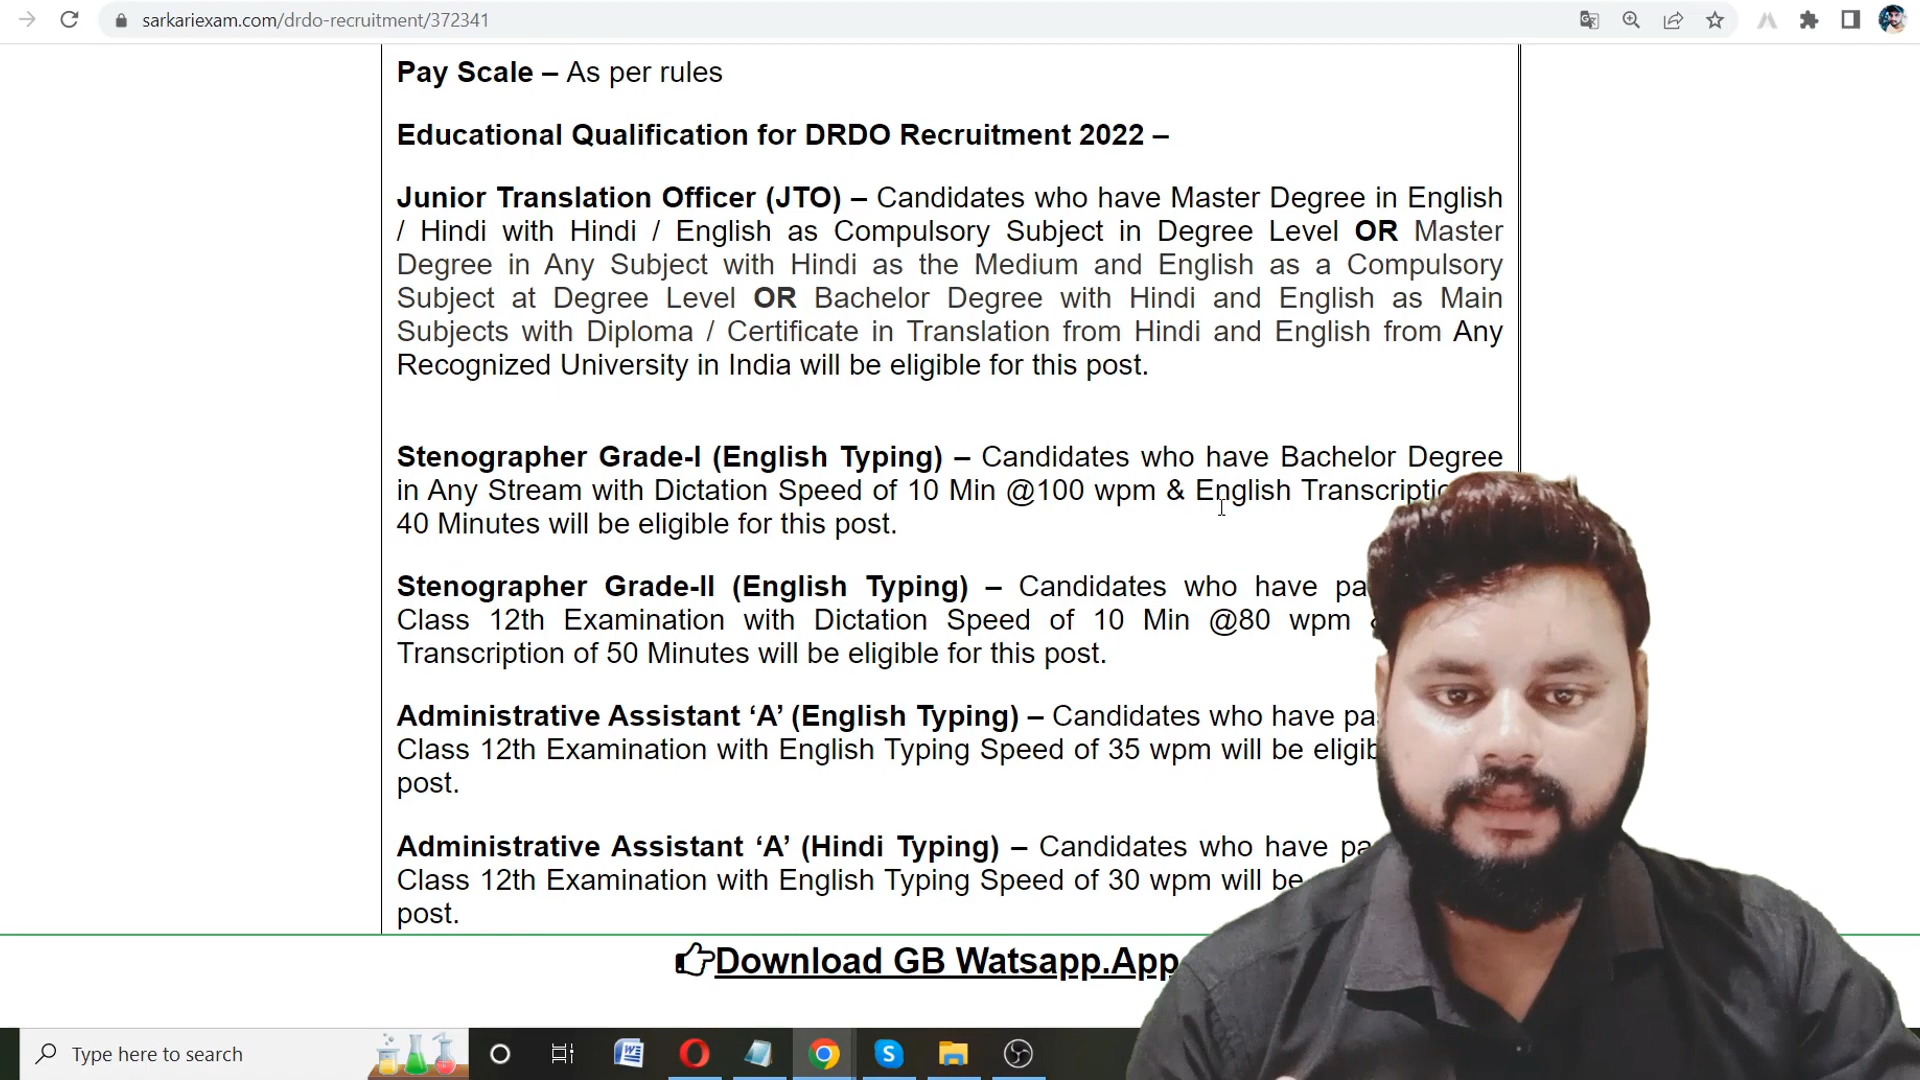 sarkariexam.com/drdo-recruitment/372341
Pay Scale – As per rules
Educational Qualification for DRDO Recruitment 2022 –
Junior Translation Officer (JTO) – Candidates who have Master Degree in English
/ Hindi with Hindi / English as Compulsory Subject in Degree Level OR Master
Degree in Any Subject with Hindi as the Medium and English as a Compulsory
Subject at Degree Level OR Bachelor Degree with Hindi and English as Main
Subjects with Diploma / Certificate in Translation from Hindi and English from Any
Recognized University in India will be eligible for this post.
Stenographer Grade-I (English Typing) – Candidates who have Bachelor Degree
in Any Stream with Dictation Speed of 10 Min @100 wpm & English
40 Minutes will be eligible for this post.
Stenographer Grade-II (English Typing) – Candidates who have
Class 12th Examination with Dictation Speed of 10 Min @80 wpm
Transcription of 50 Minutes will be eligible for this post.
Administrative Assistant ‘A’ (English Typing) – Candidates who have
Class 12th Examination with English Typing Speed of 35 wpm will be
post.
Administrative Assistant ‘A’ (Hindi Typing) – Candidates who have
Class 12th Examination with English Typing Speed of 30 wpm will be
post.
Download GB Watsapp.App
Type here to search